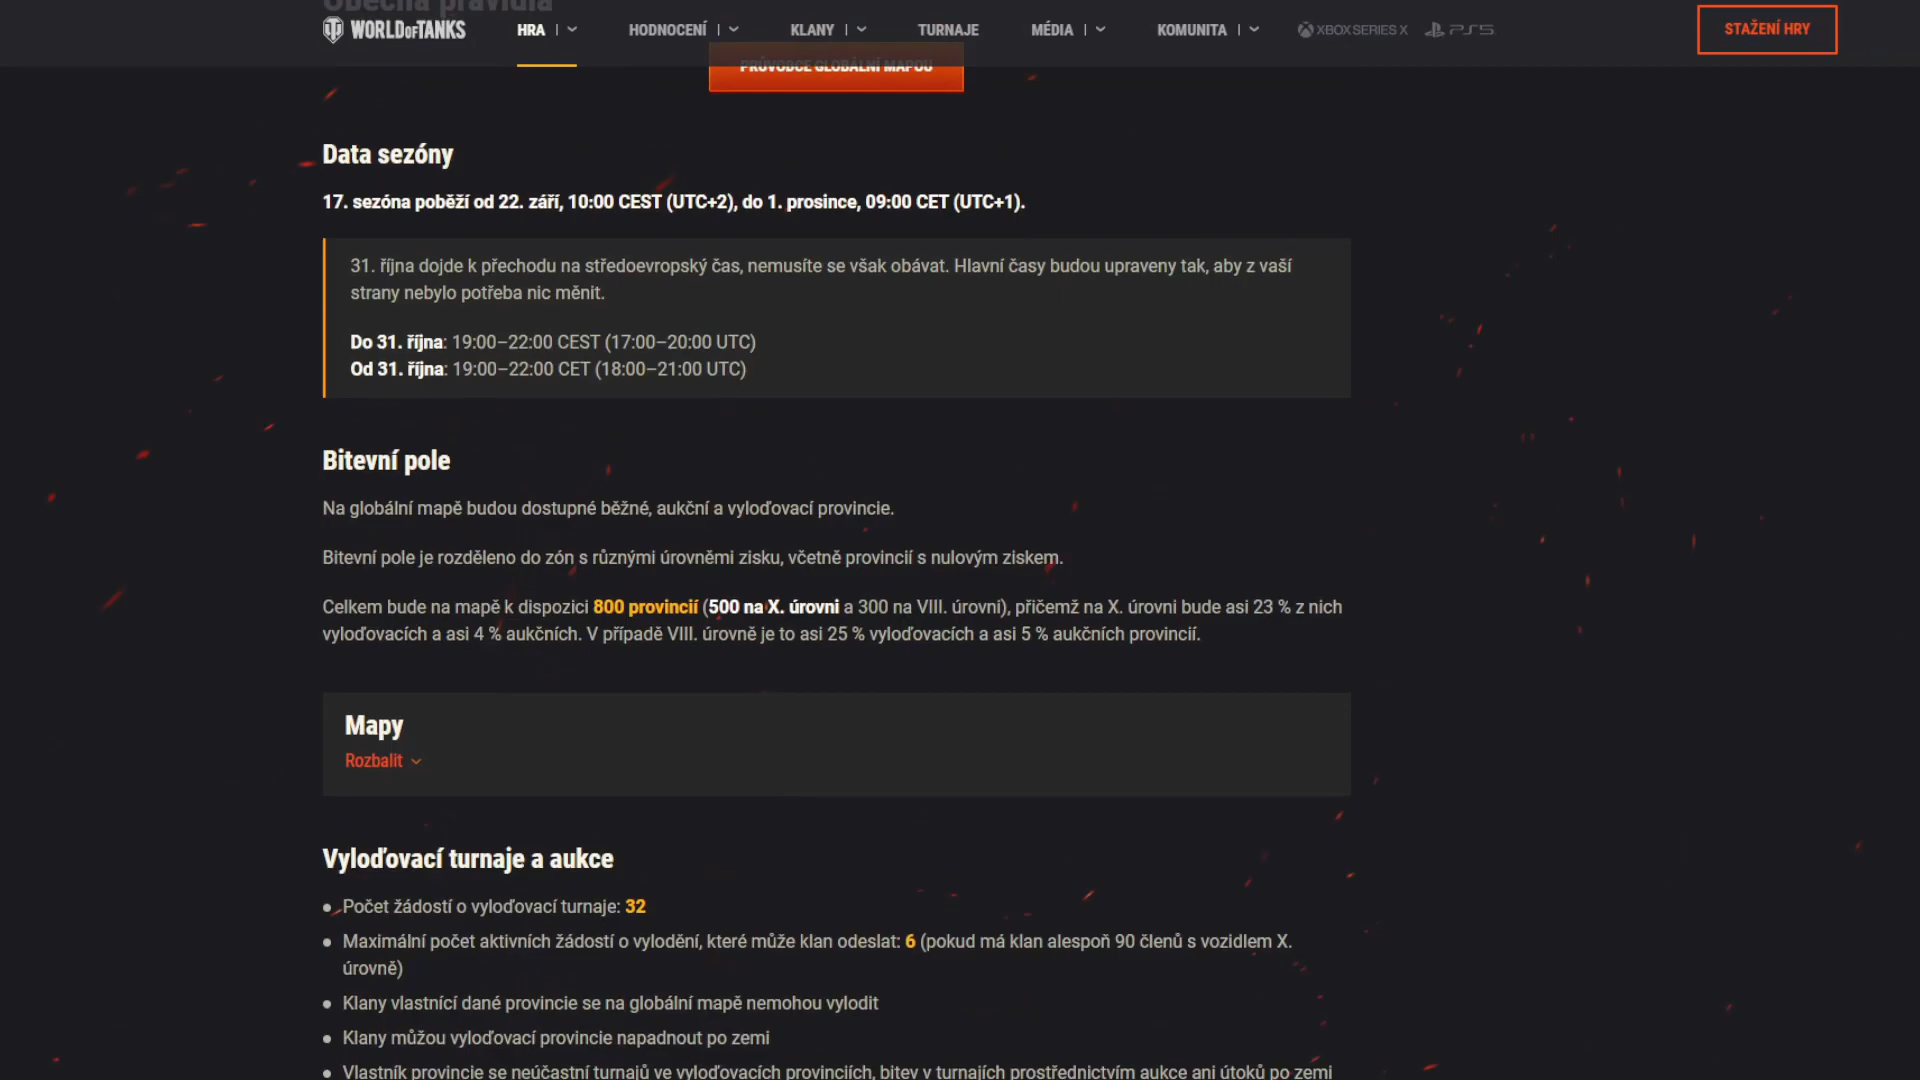 Obecná pravidla
WORLD OF TANKS
HRA
HODNOCENÍ
KLANY
TURNAJE
MÉDIA
KOMUNITA
XBOX SERIES X
PS5
STAŽENÍ HRY
PRŮVODCE GLOBÁLNÍ MAPOU
Data sezóny
17. sezóna poběží od 22. září, 10:00 CEST (UTC+2), do 1. prosince, 09:00 CET (UTC+1).
31. října dojde k přechodu na středoevropský čas, nemusíte se však obávat. Hlavní časy budou upraveny tak, aby z vaší
strany nebylo potřeba nic měnit.
Do 31. října: 19:00–22:00 CEST (17:00–20:00 UTC)
Od 31. října: 19:00–22:00 CET (18:00–21:00 UTC)
Bitevní pole
Na globální mapě budou dostupné běžné, aukční a vyloďovací provincie.
Bitevní pole je rozděleno do zón s různými úrovněmi zisku, včetně provincií s nulovým ziskem.
Celkem bude na mapě k dispozici 800 provincií (500 na X. úrovni a 300 na VIII. úrovni), přičemž na X. úrovni bude asi 23 % z nich
vyloďovacích a asi 4 % aukčních. V případě VIII. úrovně je to asi 25 % vyloďovacích a asi 5 % aukčních provincií.
Mapy
Rozbalit
Vyloďovací turnaje a aukce
Počet žádostí o vyloďovací turnaje: 32
Maximální počet aktivních žádostí o vylodění, které může klan odeslat: 6 (pokud má klan alespoň 90 členů s vozidlem X.
úrovně)
Klany vlastnící dané provincie se na globální mapě nemohou vylodit
Klany můžou vyloďovací provincie napadnout po zemi
Vlastník provincie se neúčastní turnajů ve vyloďovacích provinciích, bitev v turnajích prostřednictvím aukce ani útoků po zemi